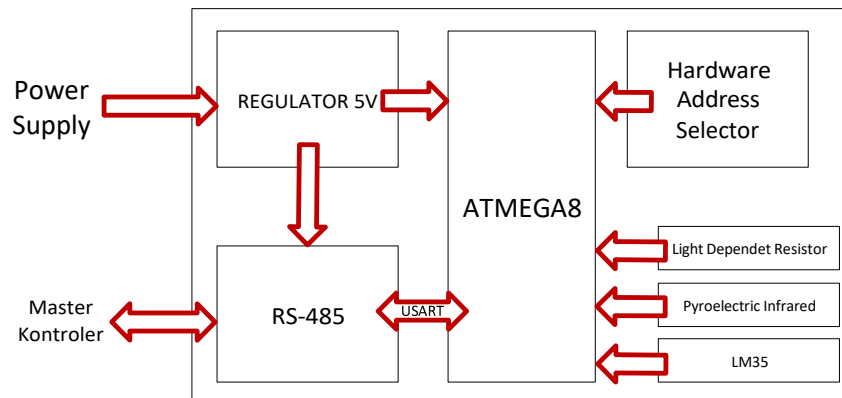 Power
Supply
REGULATOR 5V
Hardware
Address
Selector
ATMEGA8
Light Dependet Resistor
Master
Kontroler
RS-485
USART
Pyroelectric Infrared
LM35